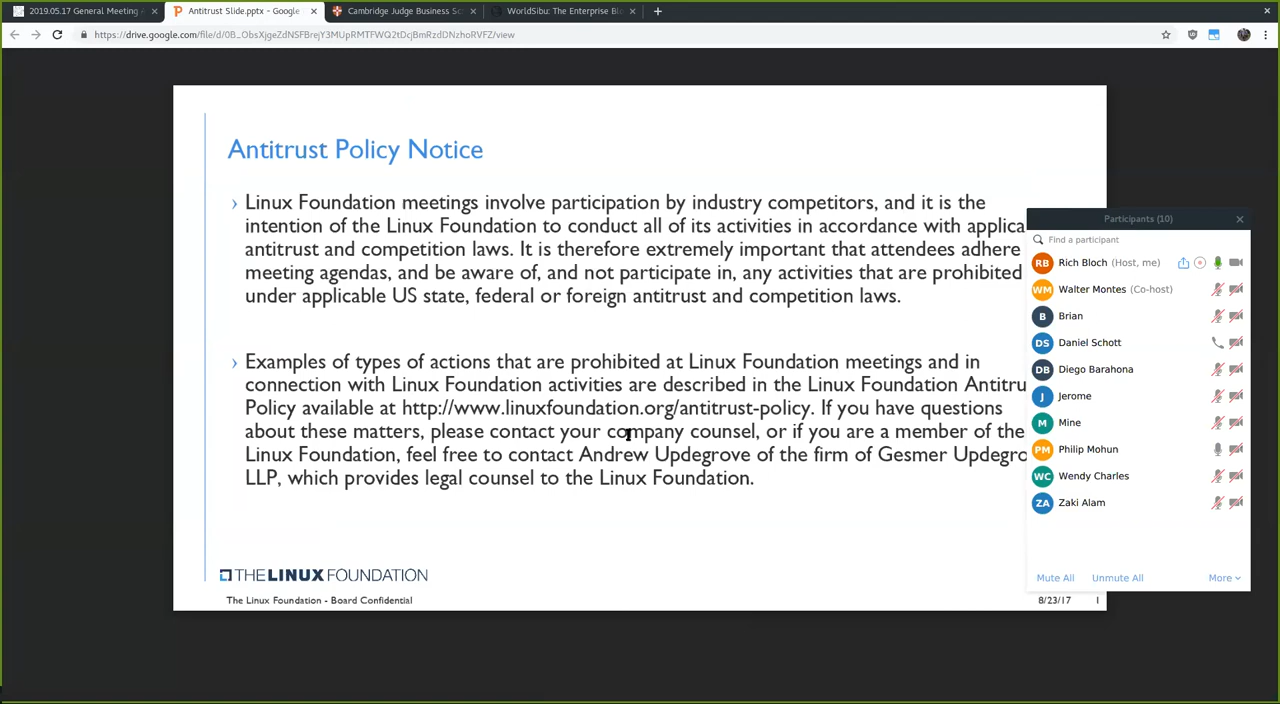 2019.05.17 General Meeting A
Antitrust Slide.pptx - Google
Cambridge Judge Business Sc
WorldSibu: The Enterprise Blo
https://drive.google.com/file/d/0B_ObsXjgeZdNSFBrejY3MUpRMTFWQ2tDcjBmRzdDNzhoRVFZ/view
Antitrust Policy Notice
› Linux Foundation meetings involve participation by industry competitors, and it is the
intention of the Linux Foundation to conduct all of its activities in accordance with applica
antitrust and competition laws. It is therefore extremely important that attendees adhere
meeting agendas, and be aware of, and not participate in, any activities that are prohibited
under applicable US state, federal or foreign antitrust and competition laws.
› Examples of types of actions that are prohibited at Linux Foundation meetings and in
connection with Linux Foundation activities are described in the Linux Foundation Antitru
Policy available at http://www.linuxfoundation.org/antitrust-policy. If you have questions
about these matters, please contact your company counsel, or if you are a member of the
Linux Foundation, feel free to contact Andrew Updegrove of the firm of Gesmer Updegro
LLP, which provides legal counsel to the Linux Foundation.
THE LINUX FOUNDATION
The Linux Foundation - Board Confidential
8/23/17 1
Participants (10)
Find a participant
RB Rich Bloch (Host, me)
WM Walter Montes (Co-host)
B Brian
DS Daniel Schott
DB Diego Barahona
J Jerome
M Mine
PM Philip Mohun
WC Wendy Charles
ZA Zaki Alam
Mute All Unmute All More